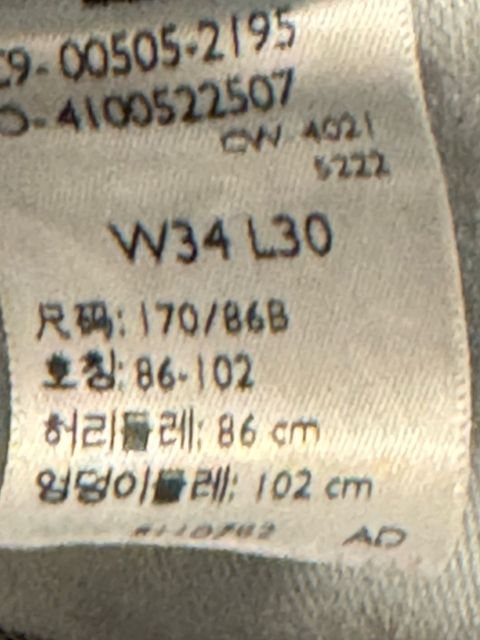 9-00505-2195
-4100522507
CW 4021
5222
W34 L30
尺码: 170/86B
호칭: 86-102
허리둘레: 86 cm
엉덩이둘레: 102 cm
AD